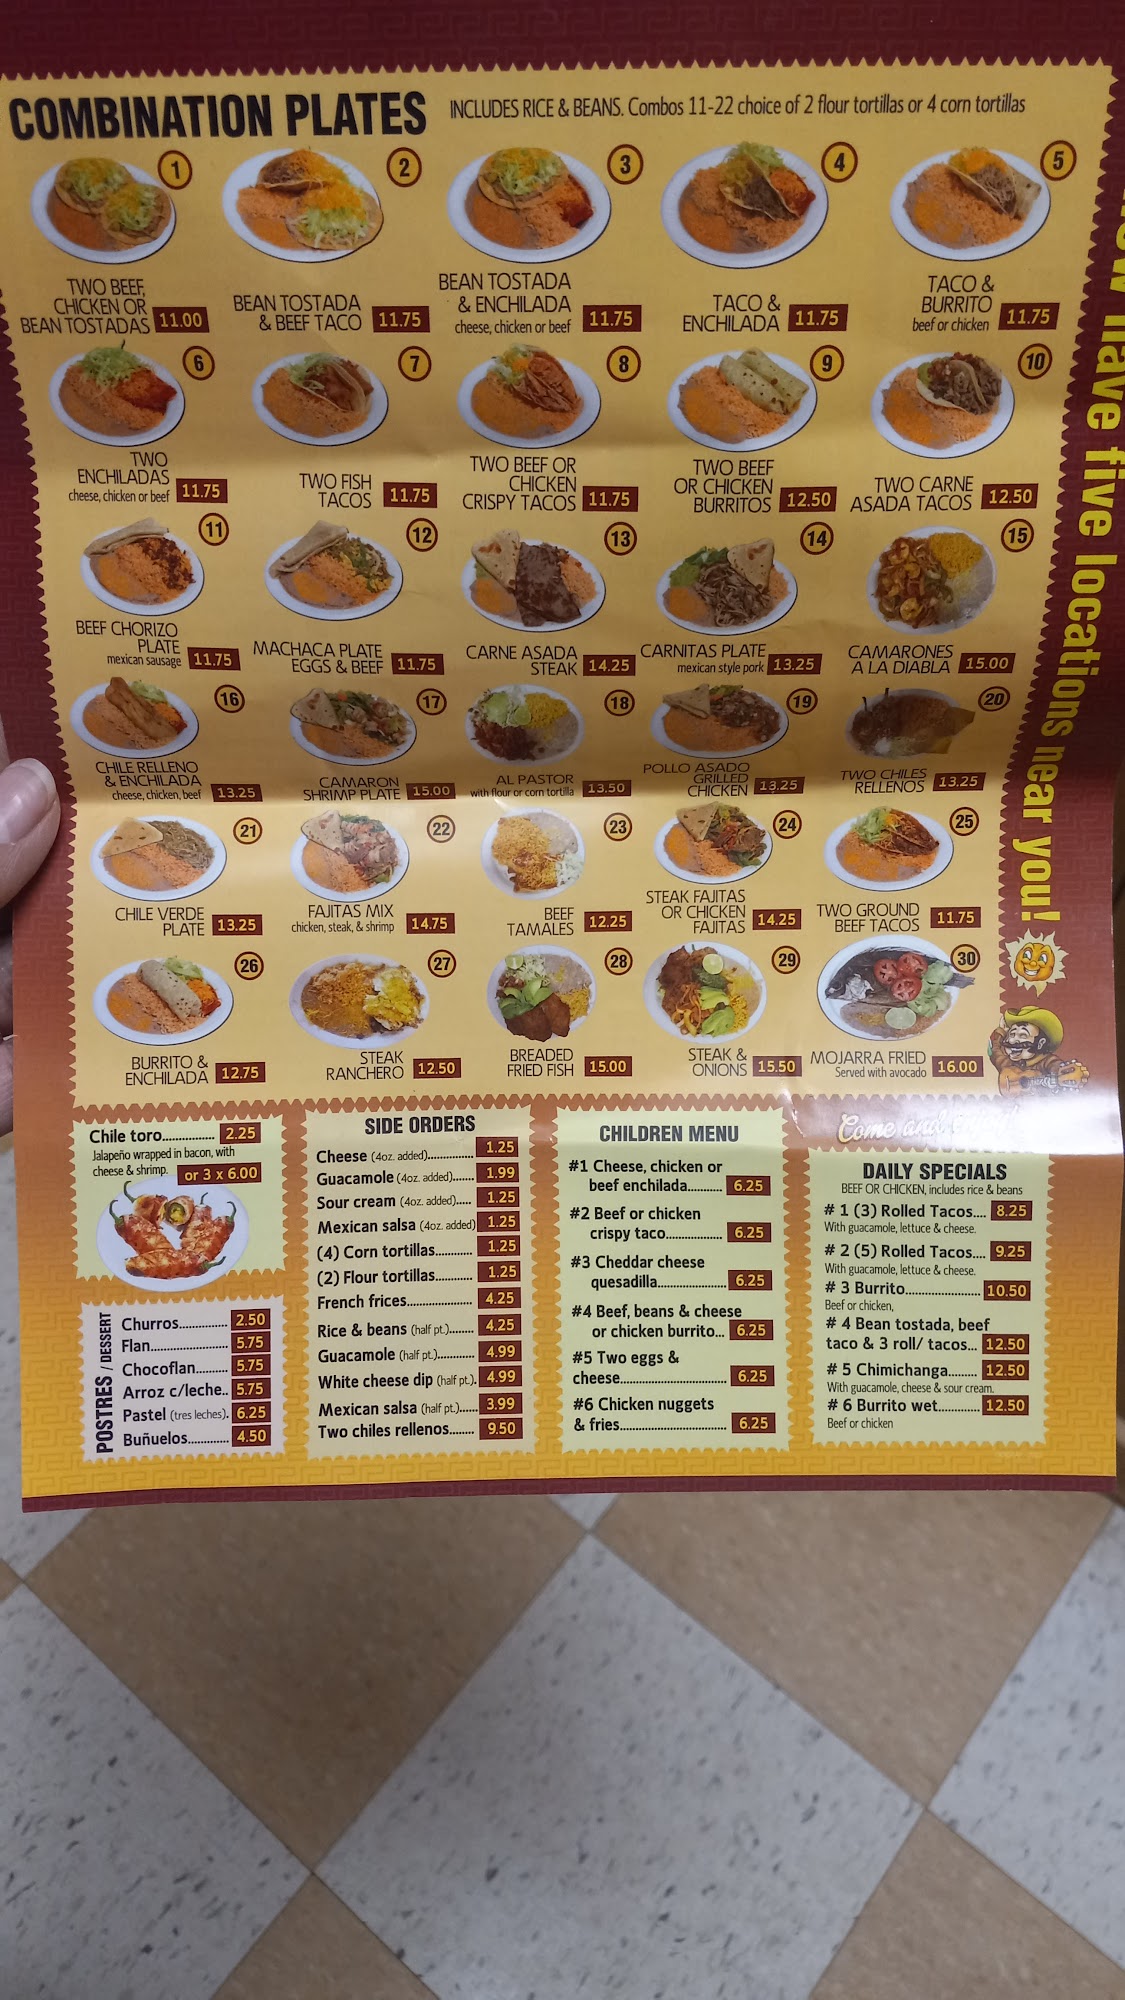 COMBINATION PLATES
INCLUDES RICE & BEANS. Combos 11-22 choice of 2 flour tortillas or 4 corn tortillas
1
TWO BEEF,
CHICKEN OR
BEAN TOSTADAS 11.00
2
BEAN TOSTADA
& BEEF TACO 11.75
3
BEAN TOSTADA
& ENCHILADA
cheese, chicken or beef 11.75
4
TACO &
ENCHILADA 11.75
5
TACO &
BURRITO
beef or chicken 11.75
6
TWO
ENCHILADAS
cheese, chicken or beef 11.75
7
TWO FISH
TACOS 11.75
8
TWO BEEF OR
CHICKEN
CRISPY TACOS 11.75
9
TWO BEEF
OR CHICKEN
BURRITOS 12.50
10
TWO CARNE
ASADA TACOS 12.50
11
BEEF CHORIZO
PLATE
mexican sausage 11.75
12
MACHACA PLATE
EGGS & BEEF 11.75
13
CARNE ASADA
STEAK 14.25
14
CARNITAS PLATE
mexican style pork 13.25
15
CAMARONES
A LA DIABLA 15.00
16
CHILE RELLENO
& ENCHILADA
cheese, chicken, beef 13.25
17
CAMARON
SHRIMP PLATE 15.00
18
AL PASTOR
with flour or corn tortilla 13.50
19
POLLO ASADO
GRILLED
CHICKEN 13.25
20
TWO CHILES
RELLENOS 13.25
21
CHILE VERDE
PLATE 13.25
22
FAJITAS MIX
chicken, steak, & shrimp 14.75
23
BEEF
TAMALES 12.25
24
STEAK FAJITAS
OR CHICKEN
FAJITAS 14.25
25
TWO GROUND
BEEF TACOS 11.75
26
BURRITO &
ENCHILADA 12.75
27
STEAK
RANCHERO 12.50
28
BREADED
FRIED FISH 15.00
29
STEAK &
ONIONS 15.50
30
MOJARRA FRIED
Served with avocado 16.00
have five locations near you!
Come and enjoy!
Chile toro................ 2.25
Jalapeño wrapped in bacon, with
cheese & shrimp. or 3 x 6.00
POSTRES / DESSERT
Churros............... 2.50
Flan........................ 5.75
Chocoflan.......... 5.75
Arroz c/leche.. 5.75
Pastel (tres leches). 6.25
Buñuelos............. 4.50
SIDE ORDERS
Cheese (4oz. added)............... 1.25
Guacamole (4oz. added)....... 1.99
Sour cream (4oz. added)..... 1.25
Mexican salsa (4oz. added) 1.25
(4) Corn tortillas............ 1.25
(2) Flour tortillas............ 1.25
French frices..................... 4.25
Rice & beans (half pt.)........ 4.25
Guacamole (half pt.)........... 4.99
White cheese dip (half pt.). 4.99
Mexican salsa (half pt.)...... 3.99
Two chiles rellenos........ 9.50
CHILDREN MENU
#1 Cheese, chicken or
beef enchilada.......... 6.25
#2 Beef or chicken
crispy taco................. 6.25
#3 Cheddar cheese
quesadilla..................... 6.25
#4 Beef, beans & cheese
or chicken burrito... 6.25
#5 Two eggs &
cheese................................ 6.25
#6 Chicken nuggets
& fries................................ 6.25
DAILY SPECIALS
BEEF OR CHICKEN, includes rice & beans
# 1 (3) Rolled Tacos.... 8.25
With guacamole, lettuce & cheese.
# 2 (5) Rolled Tacos.... 9.25
With guacamole, lettuce & cheese.
# 3 Burrito....................... 10.50
Beef or chicken,
# 4 Bean tostada, beef
taco & 3 roll/ tacos... 12.50
# 5 Chimichanga......... 12.50
With guacamole, cheese & sour cream.
# 6 Burrito wet............. 12.50
Beef or chicken